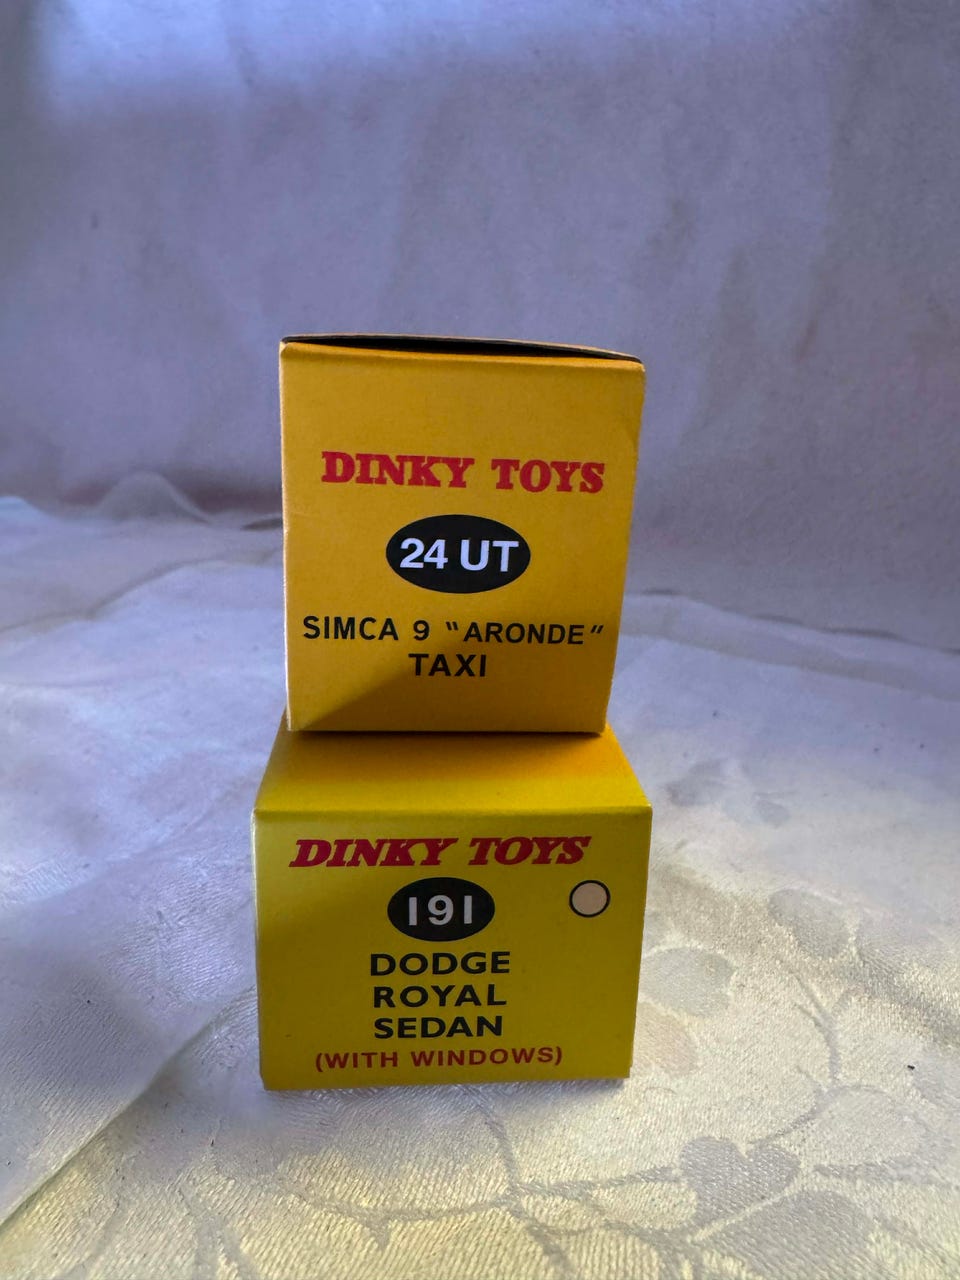 DINKY TOYS
24 UT
SIMCA 9 "ARONDE"
TAXI
DINKY TOYS
191
DODGE
ROYAL
SEDAN
(WITH WINDOWS)